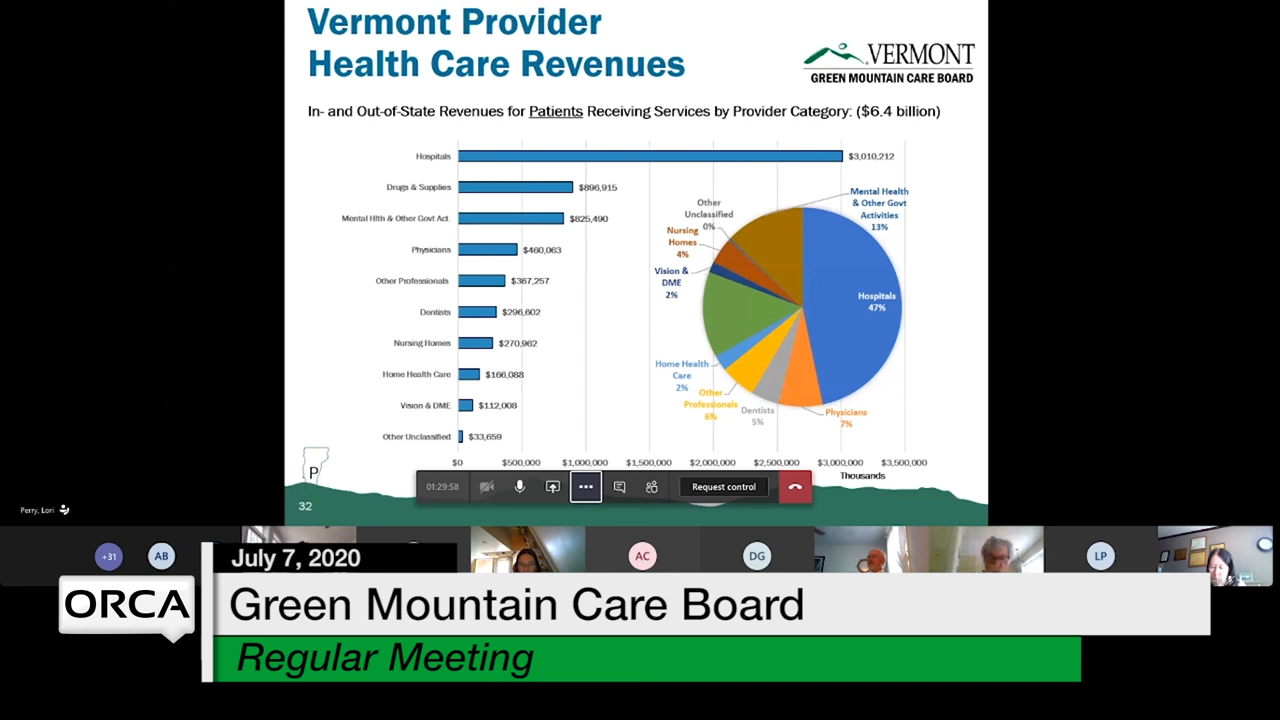 Vermont Provider
Health Care Revenues
VERMONT
GREEN MOUNTAIN CARE BOARD
In- and Out-of-State Revenues for Patients Receiving Services by Provider Category: ($6.4 billion)
Hospitals
$3,010,212
Drugs & Supplies
$896,915
Mental Hlth & Other Govt Act.
$825,490
Physicians
$460,063
Other Professionals
$367,257
Dentists
$296,602
Nursing Homes
$270,962
Home Health Care
$166,088
Vision & DME
$112,008
Other Unclassified
$33,659
$0
$500,000
$1,000,000
$1,500,000
$2,000,000
$2,500,000
$3,000,000
$3,500,000
Thousands
Mental Health
& Other Govt
Activities
13%
Other
Unclassified
0%
Nursing
Homes
4%
Vision &
DME
2%
Hospitals
47%
Home Health
Care
2%
Other
Professionals
6%
Dentists
5%
Physicians
7%
P
32
01:29:58
Request control
Perry, Lori
+31
AB
AC
DG
LP
July 7, 2020
ORCA
Green Mountain Care Board
Regular Meeting